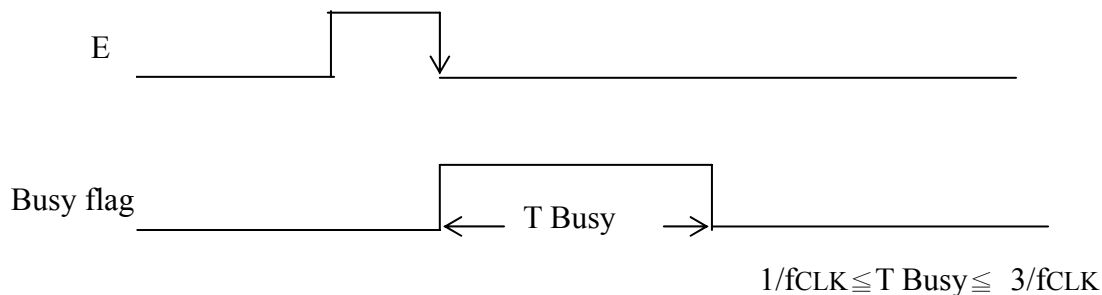 E
Busy flag
T Busy
1/fCLK≦T Busy≦ 3/fCLK